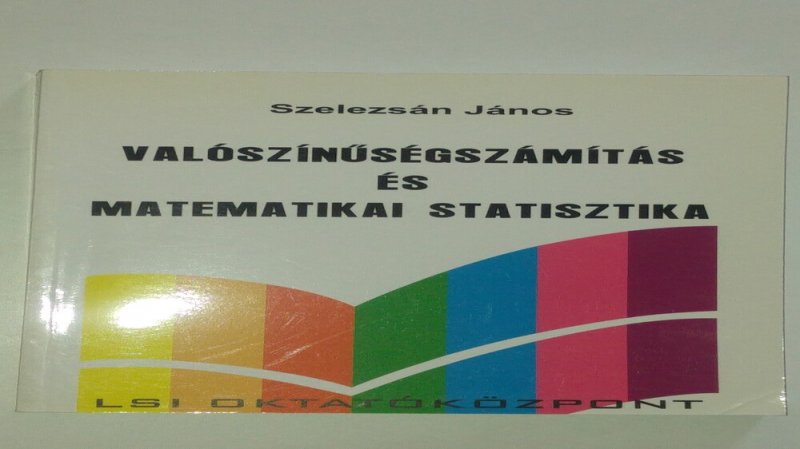 Szelezsán János
VALÓSZÍNŰSÉGSZÁMÍTÁS
ÉS
MATEMATIKAI STATISZTIKA
LSI OKTATÓKÖZPONT